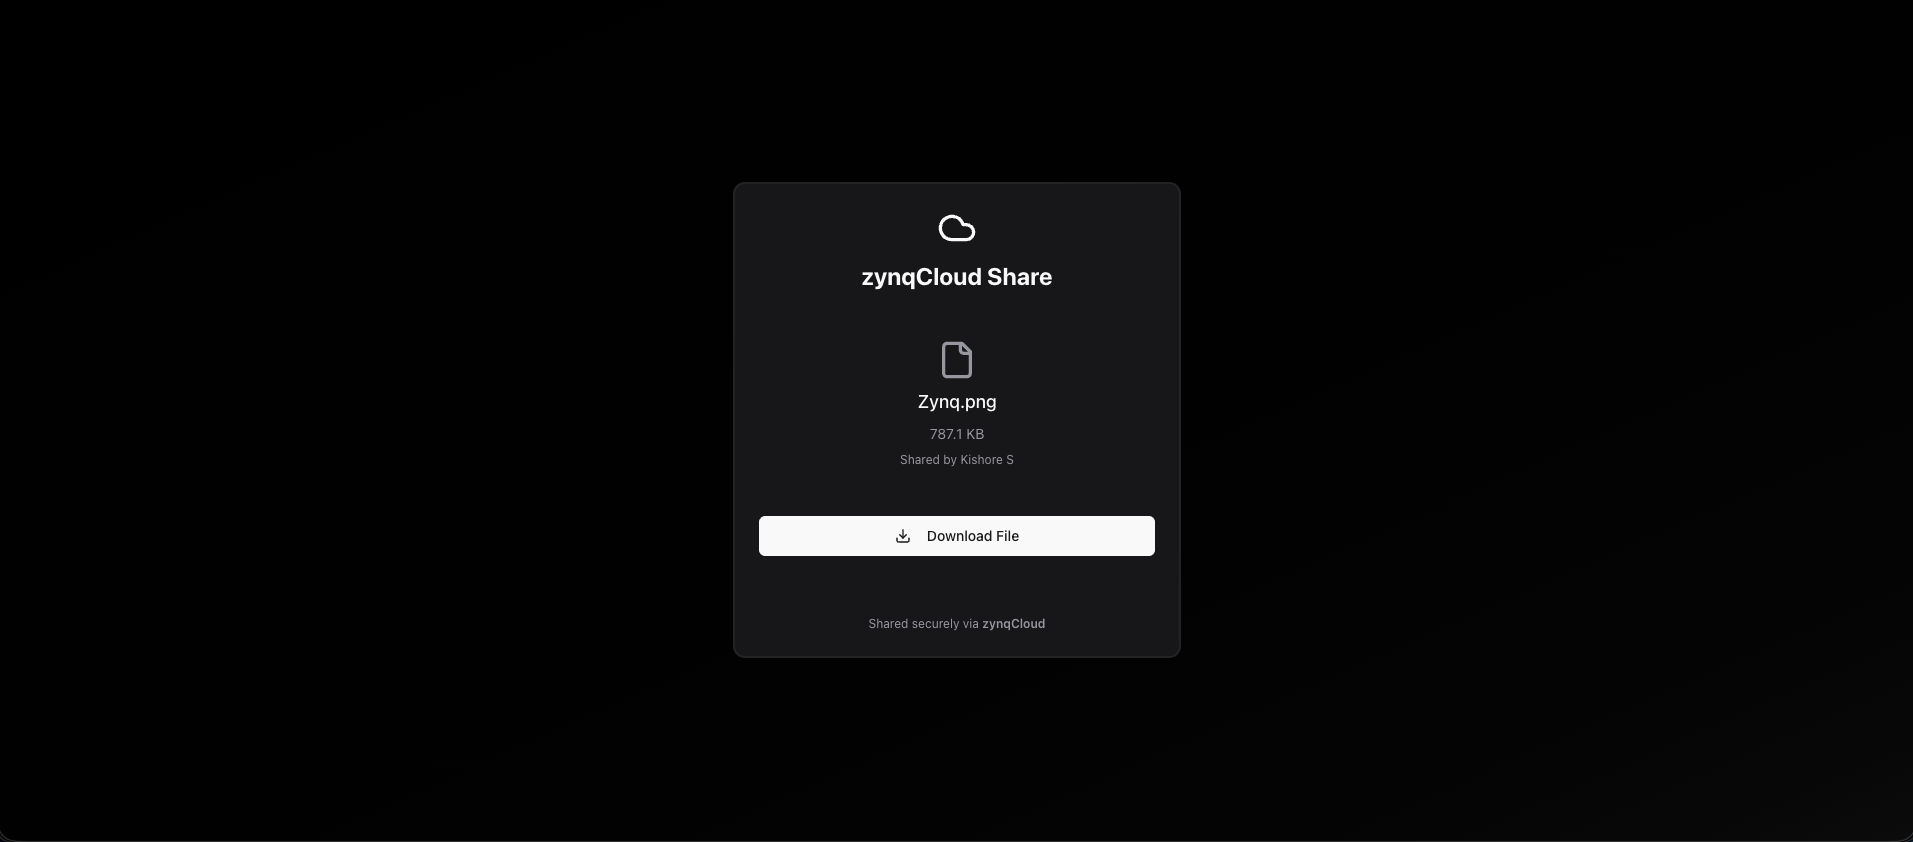 zynqCloud Share
Zynq.png
787.1 KB
Shared by Kishore S
Download File
Shared securely via zynqCloud